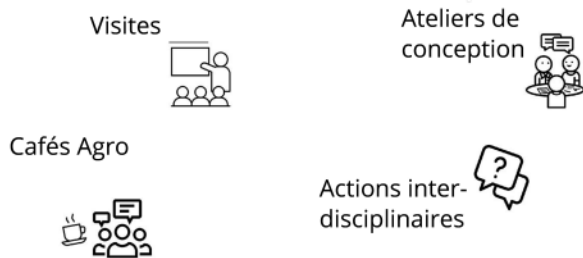 Visites
Ateliers de
conception
Cafés Agro
?
Actions inter-
disciplinaires